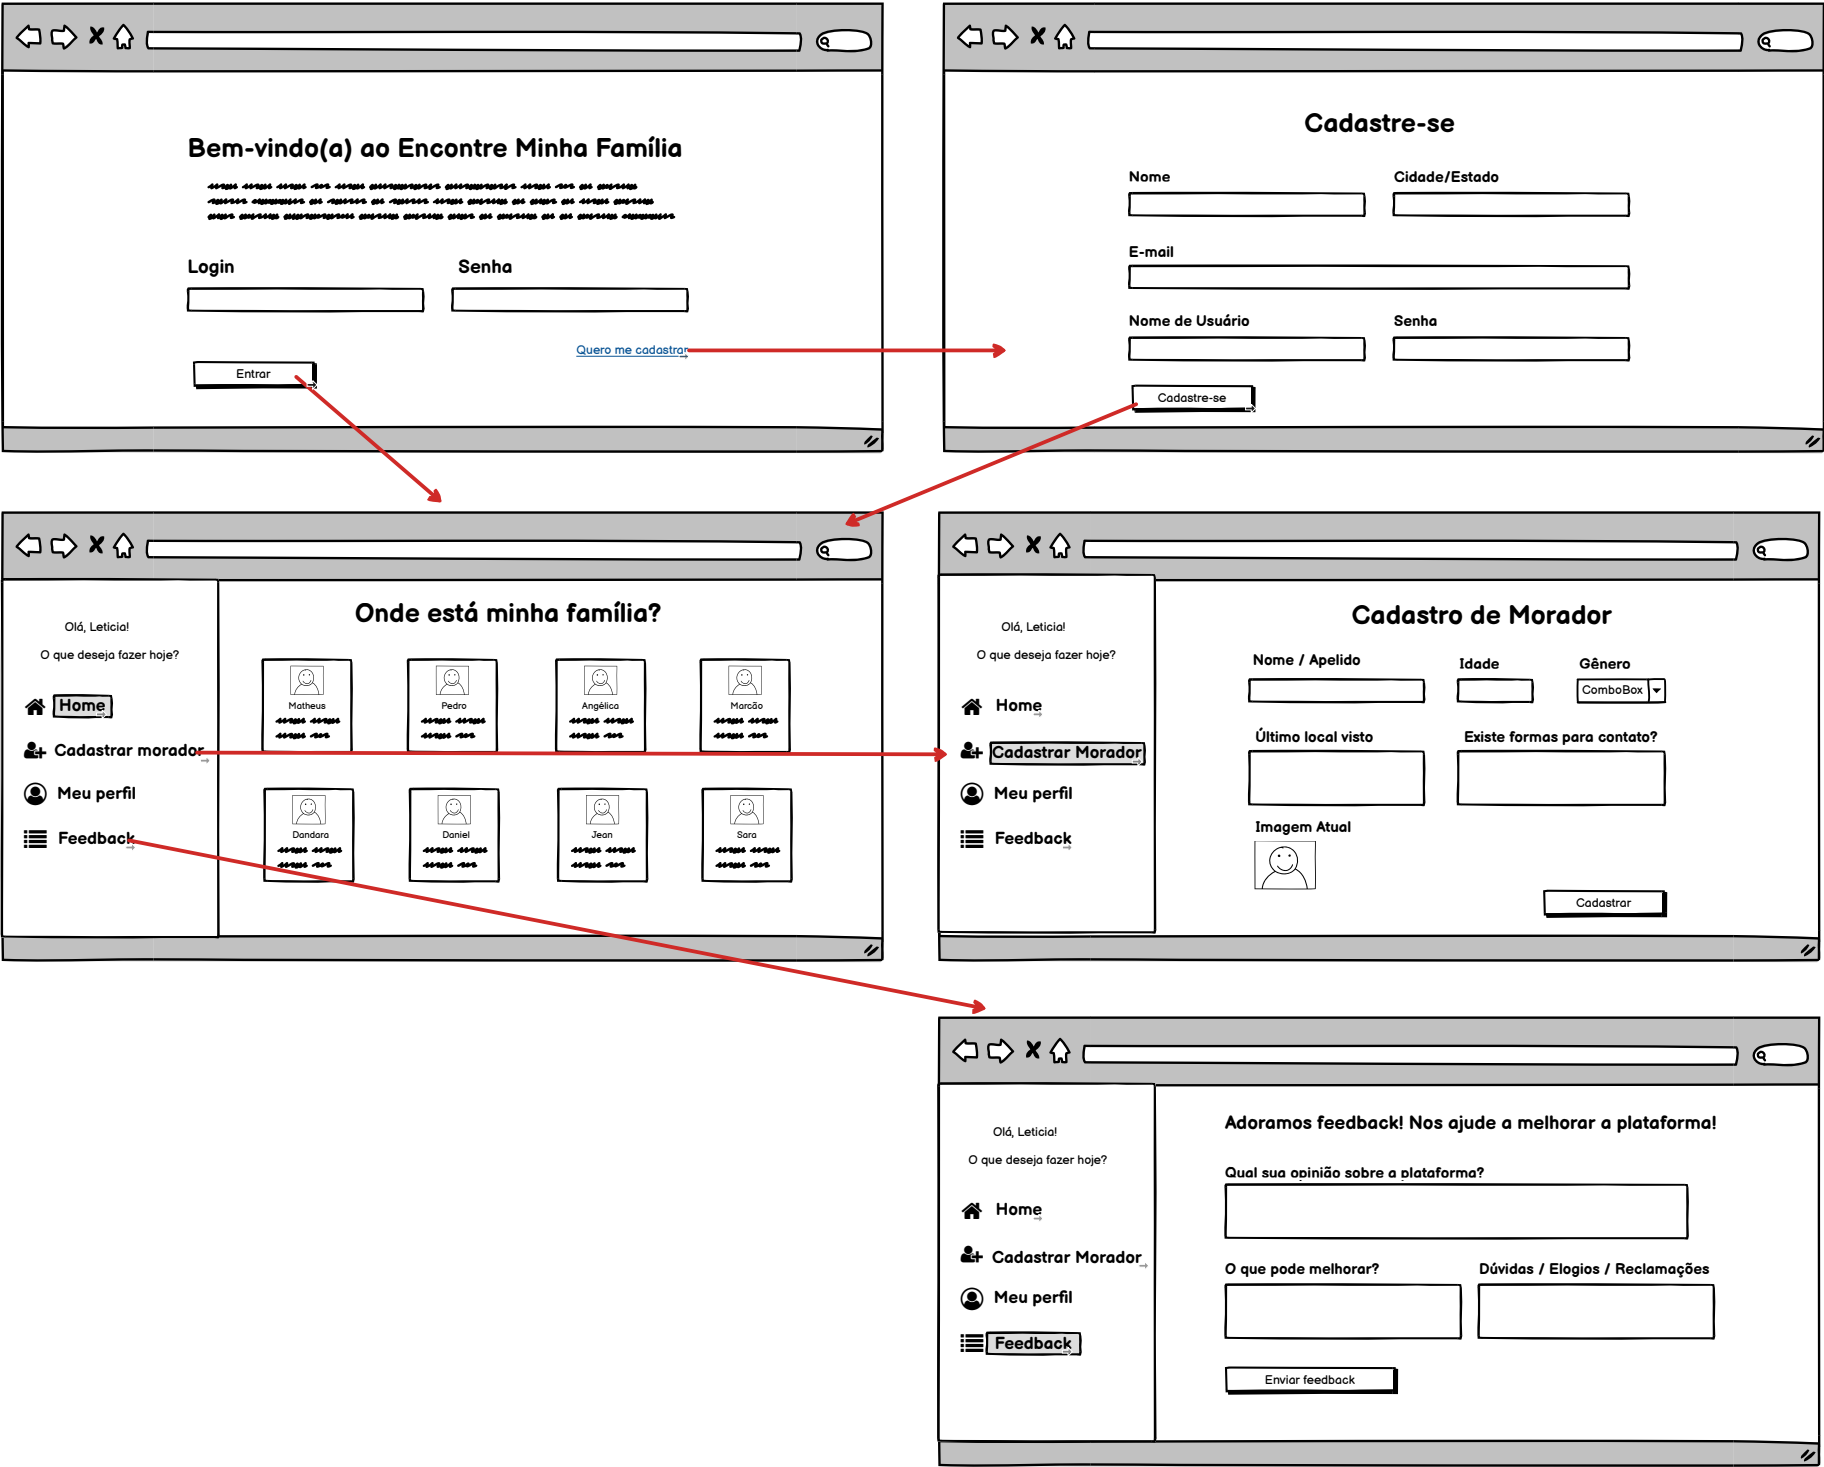 Bem-vindo(a) ao Encontre Minha Família
Login
Senha
Quero me cadastrar
Entrar
Cadastre-se
Nome
Cidade/Estado
E-mail
Nome de Usuário
Senha
Cadastre-se
Olá, Leticia!
O que deseja fazer hoje?
Home
Cadastrar morador
Meu perfil
Feedback
Onde está minha família?
Matheus
Pedro
Angélica
Marcão
Dandara
Daniel
Jean
Sara
Olá, Leticia!
O que deseja fazer hoje?
Home
Cadastrar Morador
Meu perfil
Feedback
Cadastro de Morador
Nome / Apelido
Idade
Gênero
ComboBox
Último local visto
Existe formas para contato?
Imagem Atual
Cadastrar
Olá, Leticia!
O que deseja fazer hoje?
Home
Cadastrar Morador
Meu perfil
Feedback
Adoramos feedback! Nos ajude a melhorar a plataforma!
Qual sua opinião sobre a plataforma?
O que pode melhorar?
Dúvidas / Elogios / Reclamações
Enviar feedback